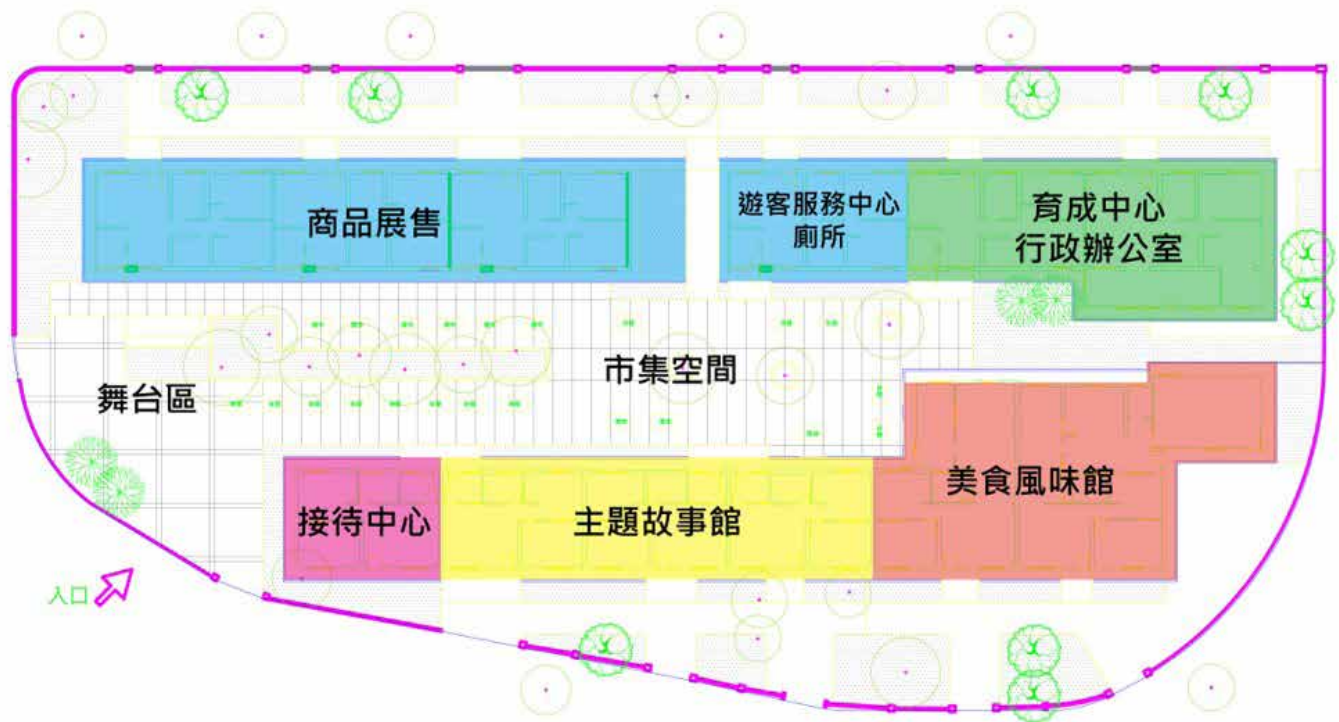 商品展售
遊客服務中心
廁所
育成中心
行政辦公室
市集空間
舞台區
美食風味館
接待中心
主題故事館
入口